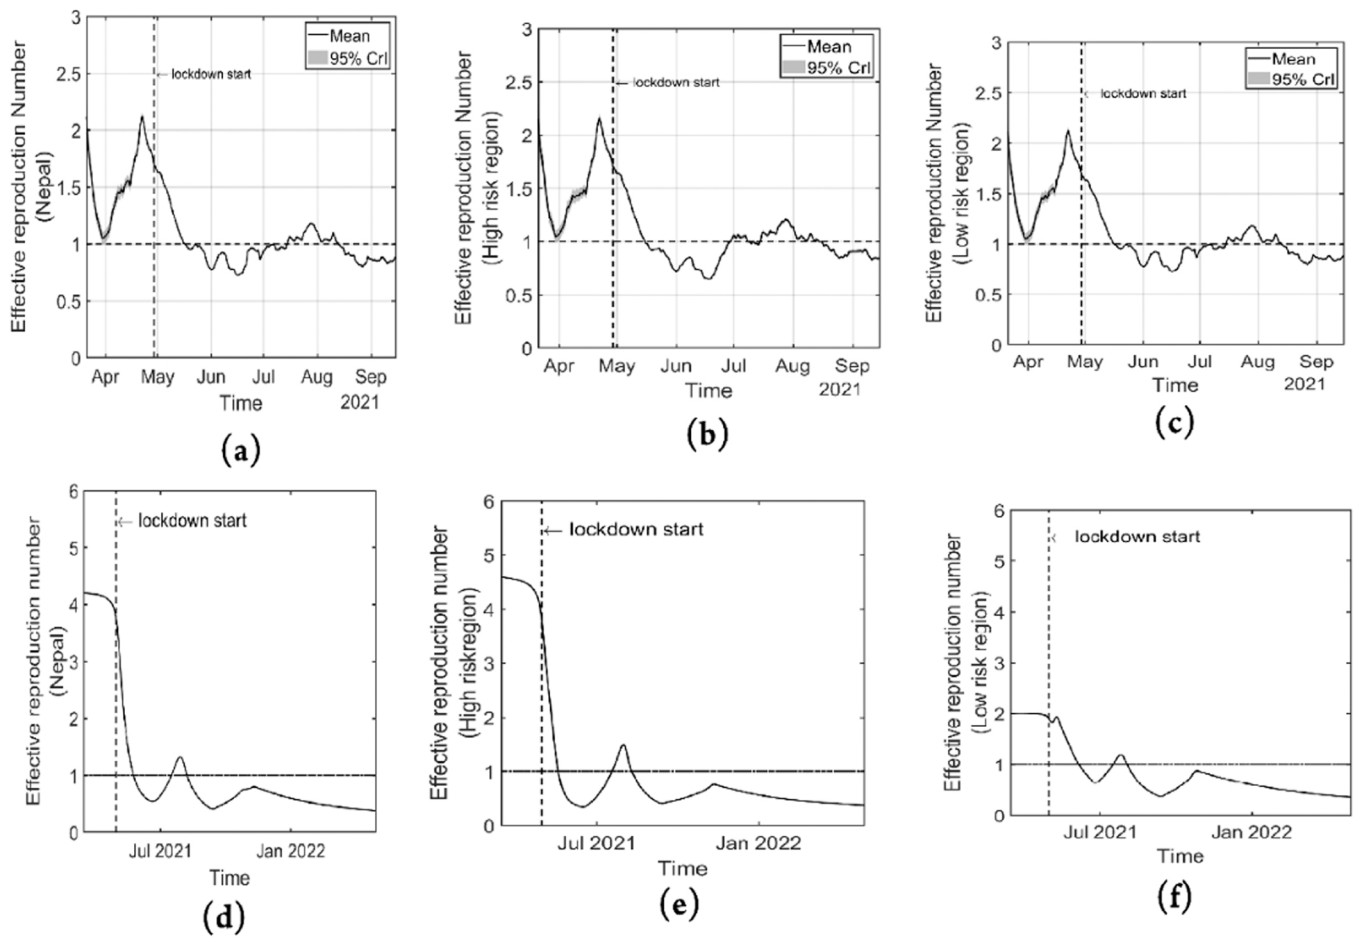 Effective reproduction Number
(Nepal)
3
2.5
2
1.5
1
0.5
0
Mean
95% CrI
← lockdown start
Apr May Jun Jul Aug Sep
Time 2021
(a)
Effective reproduction Number
(High risk region)
3
2.5
2
1.5
1
0.5
0
Mean
95% CrI
← lockdown start
Apr May Jun Jul Aug Sep
Time 2021
(b)
Effective reproduction Number
(Low risk region)
3
2.5
2
1.5
1
0.5
0
Mean
95% CrI
← lockdown start
Apr May Jun Jul Aug Sep
Time 2021
(c)
Effective reproduction number
(Nepal)
6
5
4
3
2
1
0
← lockdown start
Jul 2021 Jan 2022
Time
(d)
Effective reproduction number
(High riskregion)
6
5
4
3
2
1
0
← lockdown start
Jul 2021 Jan 2022
Time
(e)
Effective reproduction number
(Low risk region)
6
5
4
3
2
1
0
← lockdown start
Jul 2021 Jan 2022
Time
(f)